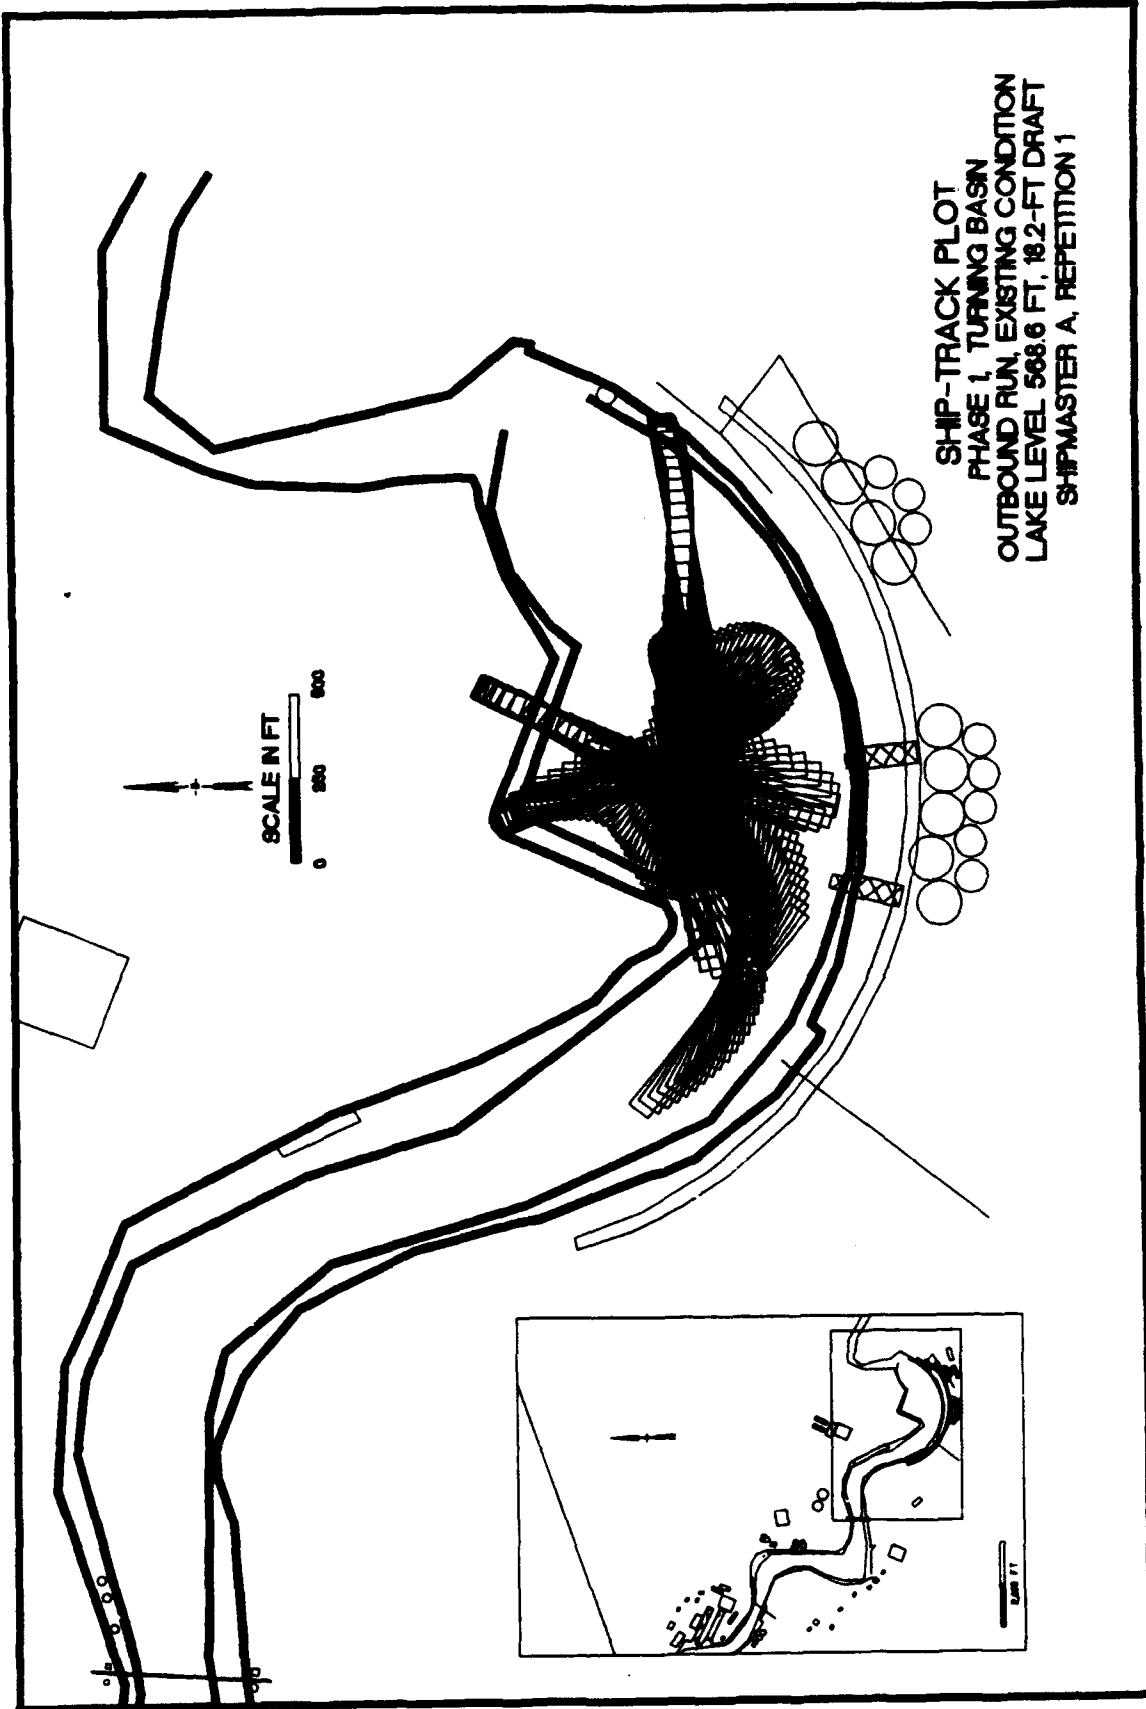 SHIP-TRACK PLOT
PHASE 1, TURNING BASIN
OUTBOUND RUN, EXISTING CONDITION
LAKE LEVEL 568.6 FT, 18.2-FT DRAFT
SHIPMASTER A, REPETITION 1
SCALE IN FT
0 250 500